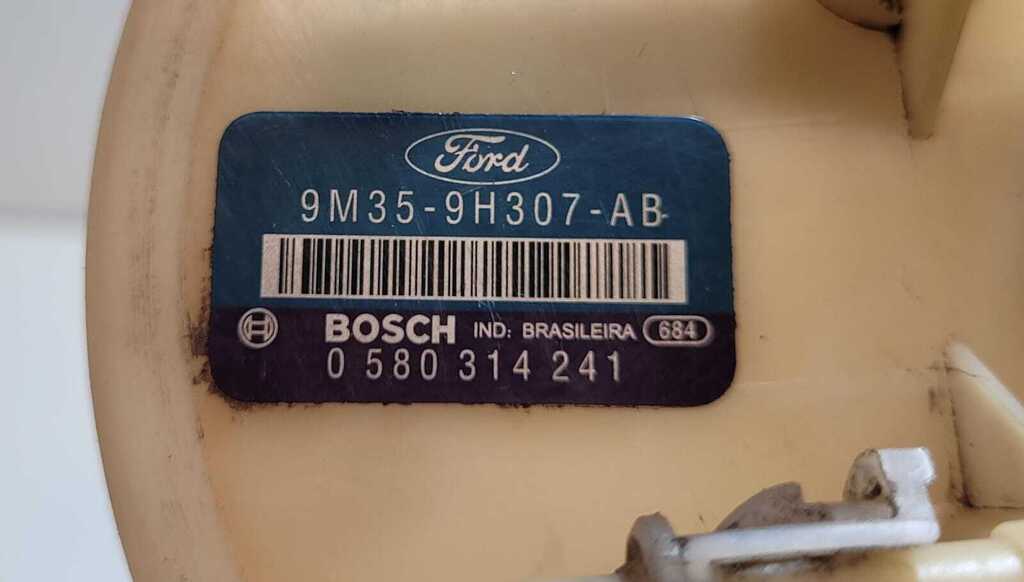 Ford
9M35-9H307-AB
BOSCH IND: BRASILEIRA 684
0 580 314 241